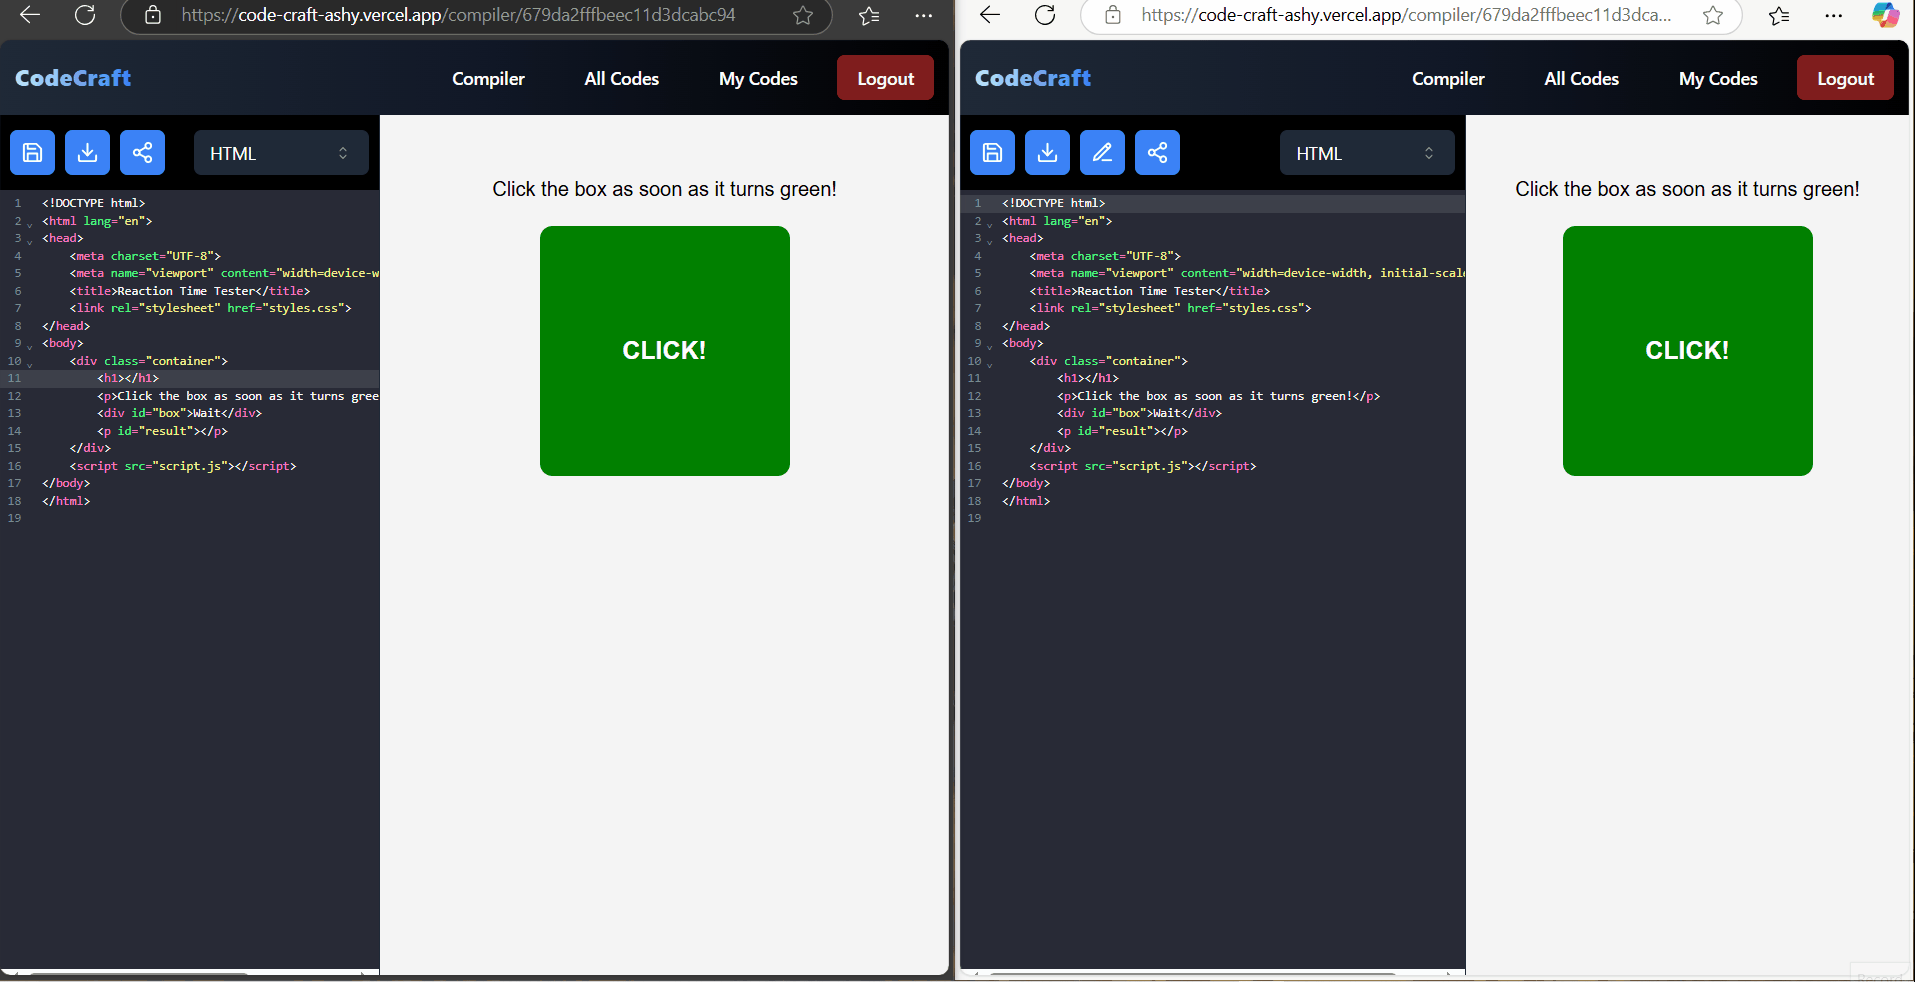 https://code-craft-ashy.vercel.app/compiler/679da2fffbeec11d3dcabc94
CodeCraft
Compiler
All Codes
My Codes
Logout
HTML
1 <!DOCTYPE html>
2 <html lang="en">
3 <head>
4 <meta charset="UTF-8">
5 <meta name="viewport" content="width=device-w
6 <title>Reaction Time Tester</title>
7 <link rel="stylesheet" href="styles.css">
8 </head>
9 <body>
10 <div class="container">
11 <h1></h1>
12 <p>Click the box as soon as it turns gree
13 <div id="box">Wait</div>
14 <p id="result"></p>
15 </div>
16 <script src="script.js"></script>
17 </body>
18 </html>
19
Click the box as soon as it turns green!
CLICK!
https://code-craft-ashy.vercel.app/compiler/679da2fffbeec11d3dca...
CodeCraft
Compiler
All Codes
My Codes
Logout
HTML
1 <!DOCTYPE html>
2 <html lang="en">
3 <head>
4 <meta charset="UTF-8">
5 <meta name="viewport" content="width=device-width, initial-scale
6 <title>Reaction Time Tester</title>
7 <link rel="stylesheet" href="styles.css">
8 </head>
9 <body>
10 <div class="container">
11 <h1></h1>
12 <p>Click the box as soon as it turns green!</p>
13 <div id="box">Wait</div>
14 <p id="result"></p>
15 </div>
16 <script src="script.js"></script>
17 </body>
18 </html>
19
Click the box as soon as it turns green!
CLICK!